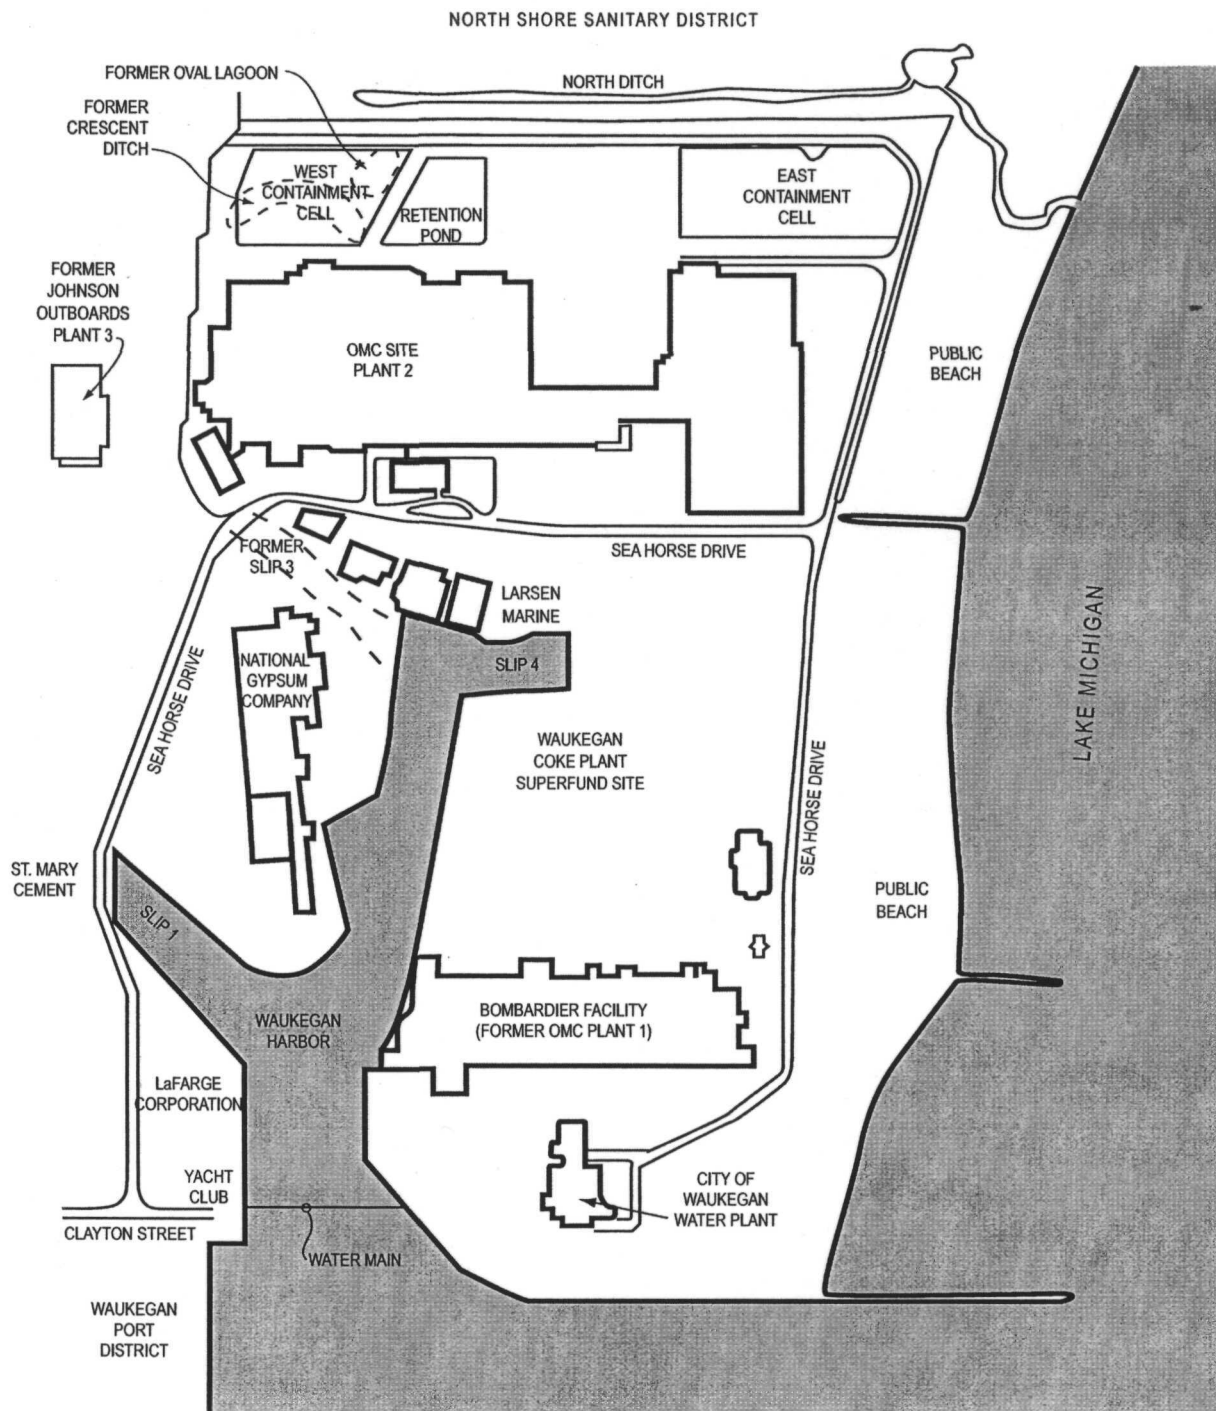 NORTH SHORE SANITARY DISTRICT
FORMER OVAL LAGOON
NORTH DITCH
FORMER
CRESCENT
DITCH
WEST
CONTAINMENT
CELL
RETENTION
POND
EAST
CONTAINMENT
CELL
FORMER
JOHNSON
OUTBOARDS
PLANT 3
OMC SITE
PLANT 2
PUBLIC
BEACH
FORMER
SLIP 3
SEA HORSE DRIVE
LARSEN
MARINE
SLIP 4
LAKE MICHIGAN
NATIONAL
GYPSUM
COMPANY
SEA HORSE DRIVE
WAUKEGAN
COKE PLANT
SUPERFUND SITE
SEA HORSE DRIVE
ST. MARY
CEMENT
SLIP 1
PUBLIC
BEACH
WAUKEGAN
HARBOR
BOMBARDIER FACILITY
(FORMER OMC PLANT 1)
LaFARGE
CORPORATION
YACHT
CLUB
CITY OF
WAUKEGAN
WATER PLANT
CLAYTON STREET
WATER MAIN
WAUKEGAN
PORT
DISTRICT